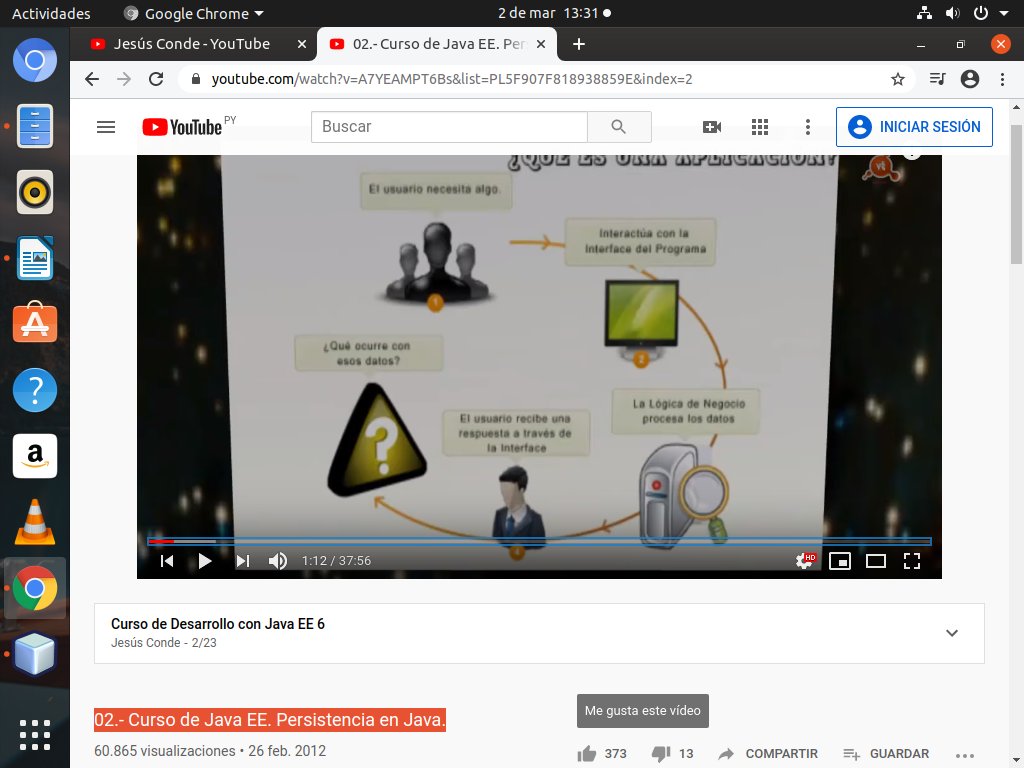 Actividades
Google Chrome
2 de mar 13:31
Jesús Conde - YouTube
02.- Curso de Java EE. Per
youtube.com/watch?v=A7YEAMPT6Bs&list=PL5F907F818938859E&index=2
YouTube PY
Buscar
INICIAR SESIÓN
¿QUÉ ES UNA APLICACIÓN?
El usuario necesita algo.
1
Interactúa con la
Interface del Programa
2
La Lógica de Negocio
procesa los datos
El usuario recibe una
respuesta a través de
la Interface
4
¿Qué ocurre con
esos datos?
1:12 / 37:56
HD
Curso de Desarrollo con Java EE 6
Jesús Conde - 2/23
02.- Curso de Java EE. Persistencia en Java.
60.865 visualizaciones • 26 feb. 2012
Me gusta este vídeo
373
13
COMPARTIR
GUARDAR